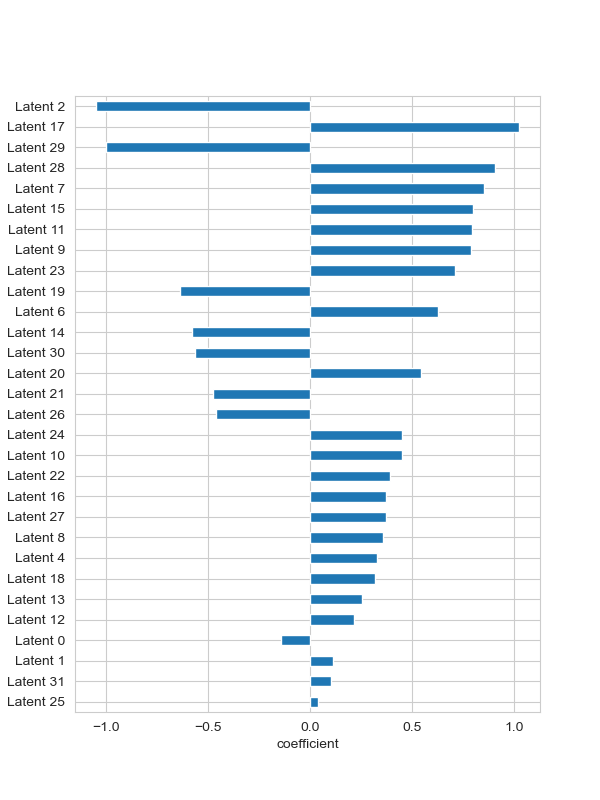 Latent 2
Latent 17
Latent 29
Latent 28
Latent 7
Latent 15
Latent 11
Latent 9
Latent 23
Latent 19
Latent 6
Latent 14
Latent 30
Latent 20
Latent 21
Latent 26
Latent 24
Latent 10
Latent 22
Latent 16
Latent 27
Latent 8
Latent 4
Latent 18
Latent 13
Latent 12
Latent 0
Latent 1
Latent 31
Latent 25
−1.0 −0.5 0.0 0.5 1.0
coefficient